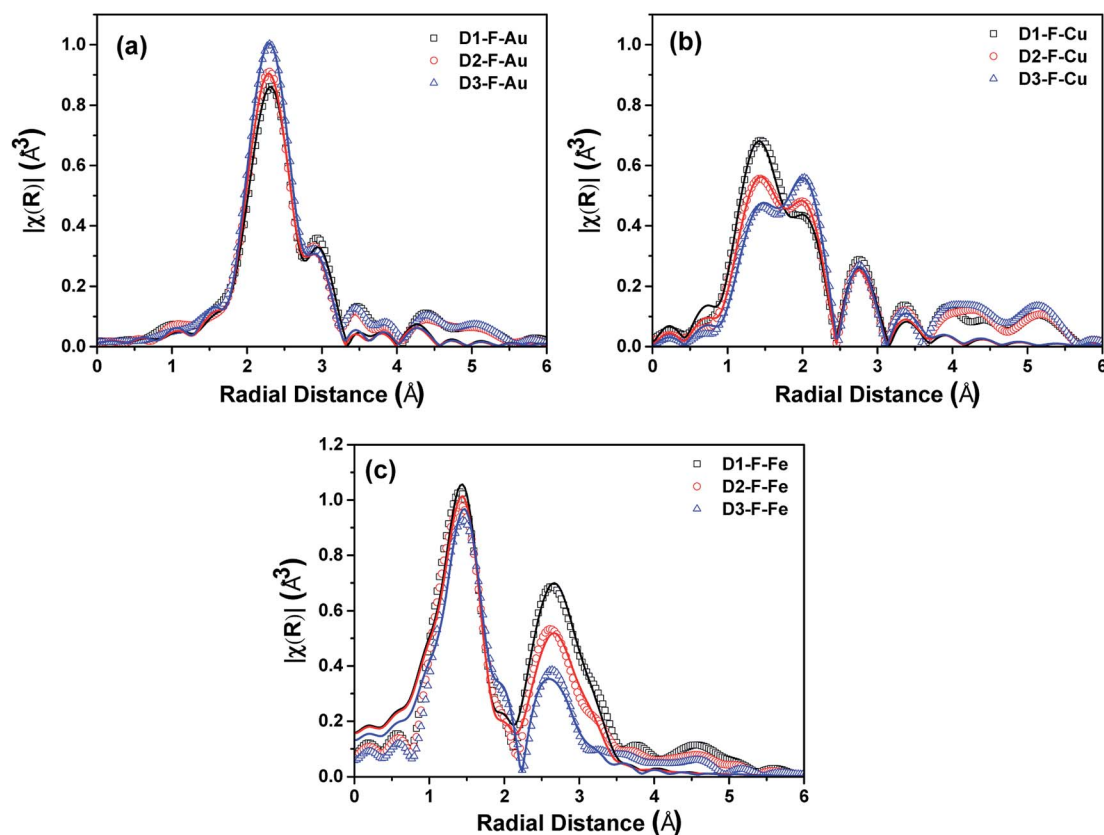 (a)
D1-F-Au
D2-F-Au
D3-F-Au
|χ(R)| (Å³)
1.0
0.8
0.6
0.4
0.2
0.0
0 1 2 3 4 5 6
Radial Distance (Å)
(b)
D1-F-Cu
D2-F-Cu
D3-F-Cu
|χ(R)| (Å³)
1.0
0.8
0.6
0.4
0.2
0.0
0 1 2 3 4 5 6
Radial Distance (Å)
(c)
D1-F-Fe
D2-F-Fe
D3-F-Fe
|χ(R)| (Å³)
1.2
1.0
0.8
0.6
0.4
0.2
0.0
0 1 2 3 4 5 6
Radial Distance (Å)